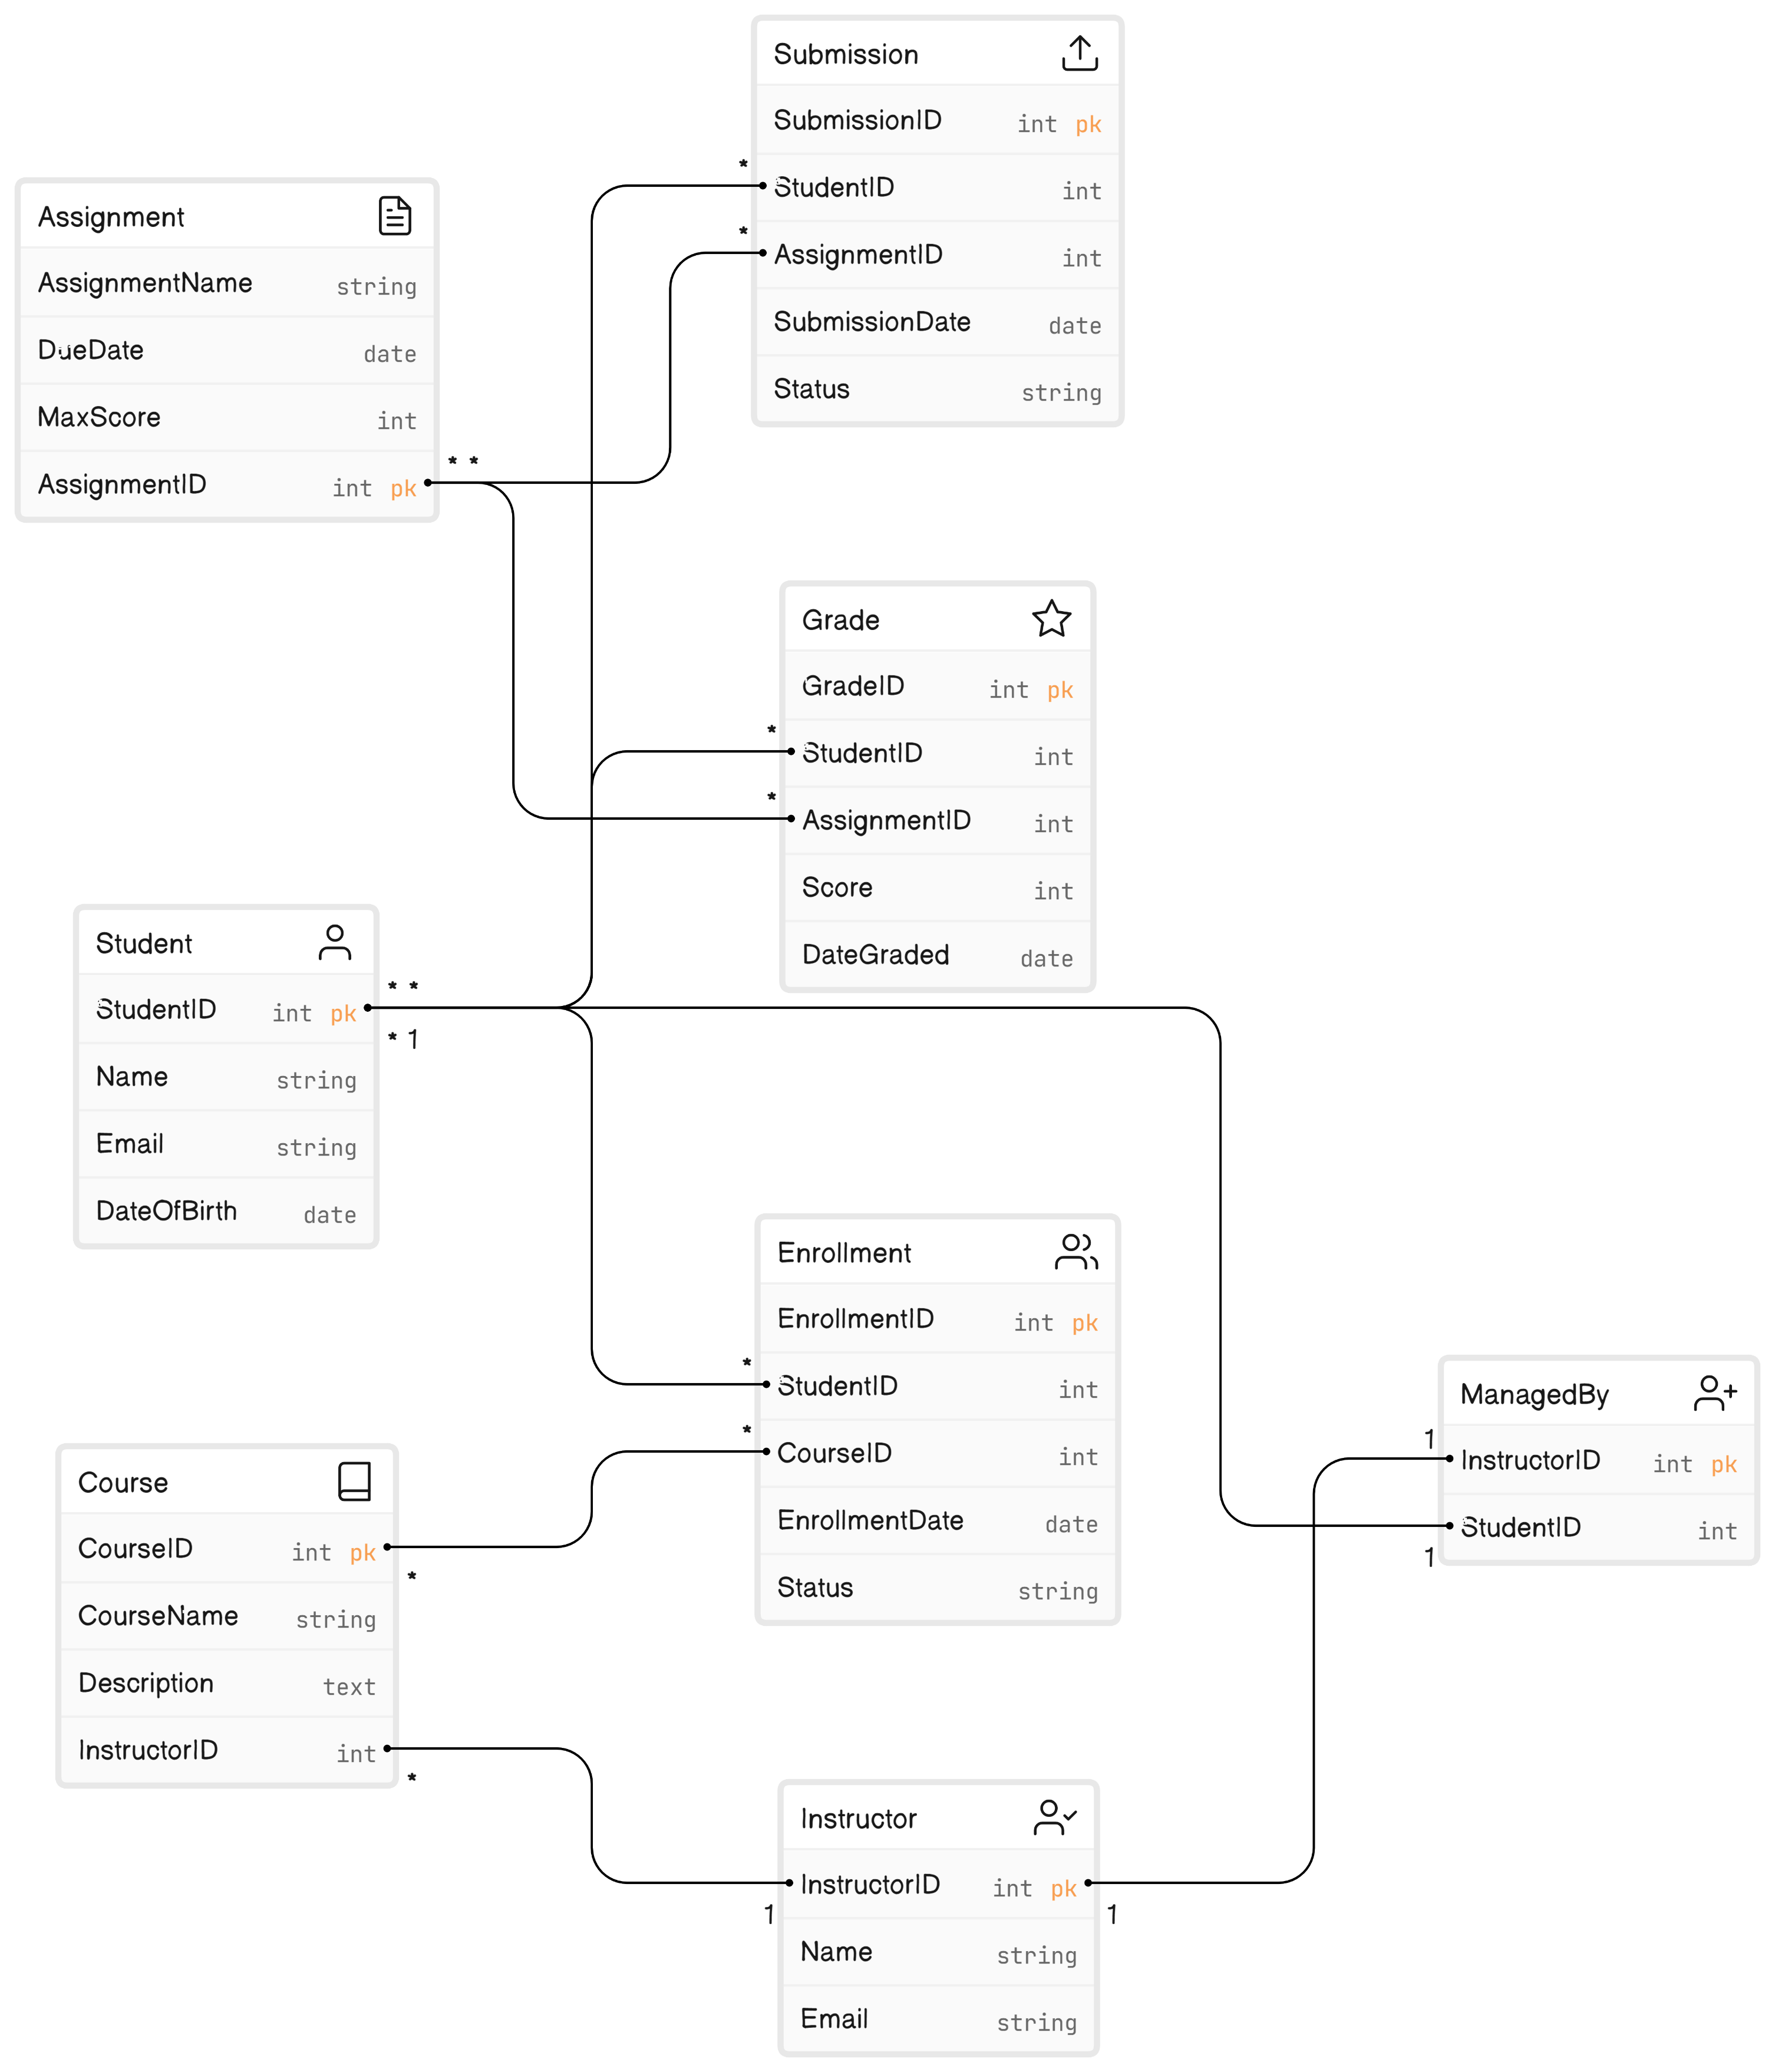 Submission
SubmissionID int pk
* StudentID int
* AssignmentID int
SubmissionDate date
Status string
Assignment
AssignmentName string
DueDate date
MaxScore int
AssignmentID int pk
* *
Grade
GradeID int pk
* StudentID int
* AssignmentID int
Score int
DateGraded date
Student
StudentID int pk
* *
* 1
Name string
Email string
DateOfBirth date
Enrollment
EnrollmentID int pk
* StudentID int
* CourseID int
EnrollmentDate date
Status string
ManagedBy
1 InstructorID int pk
StudentID int
1
Course
CourseID int pk
*
CourseName string
Description text
InstructorID int
*
Instructor
InstructorID int pk
1 1
Name string
Email string